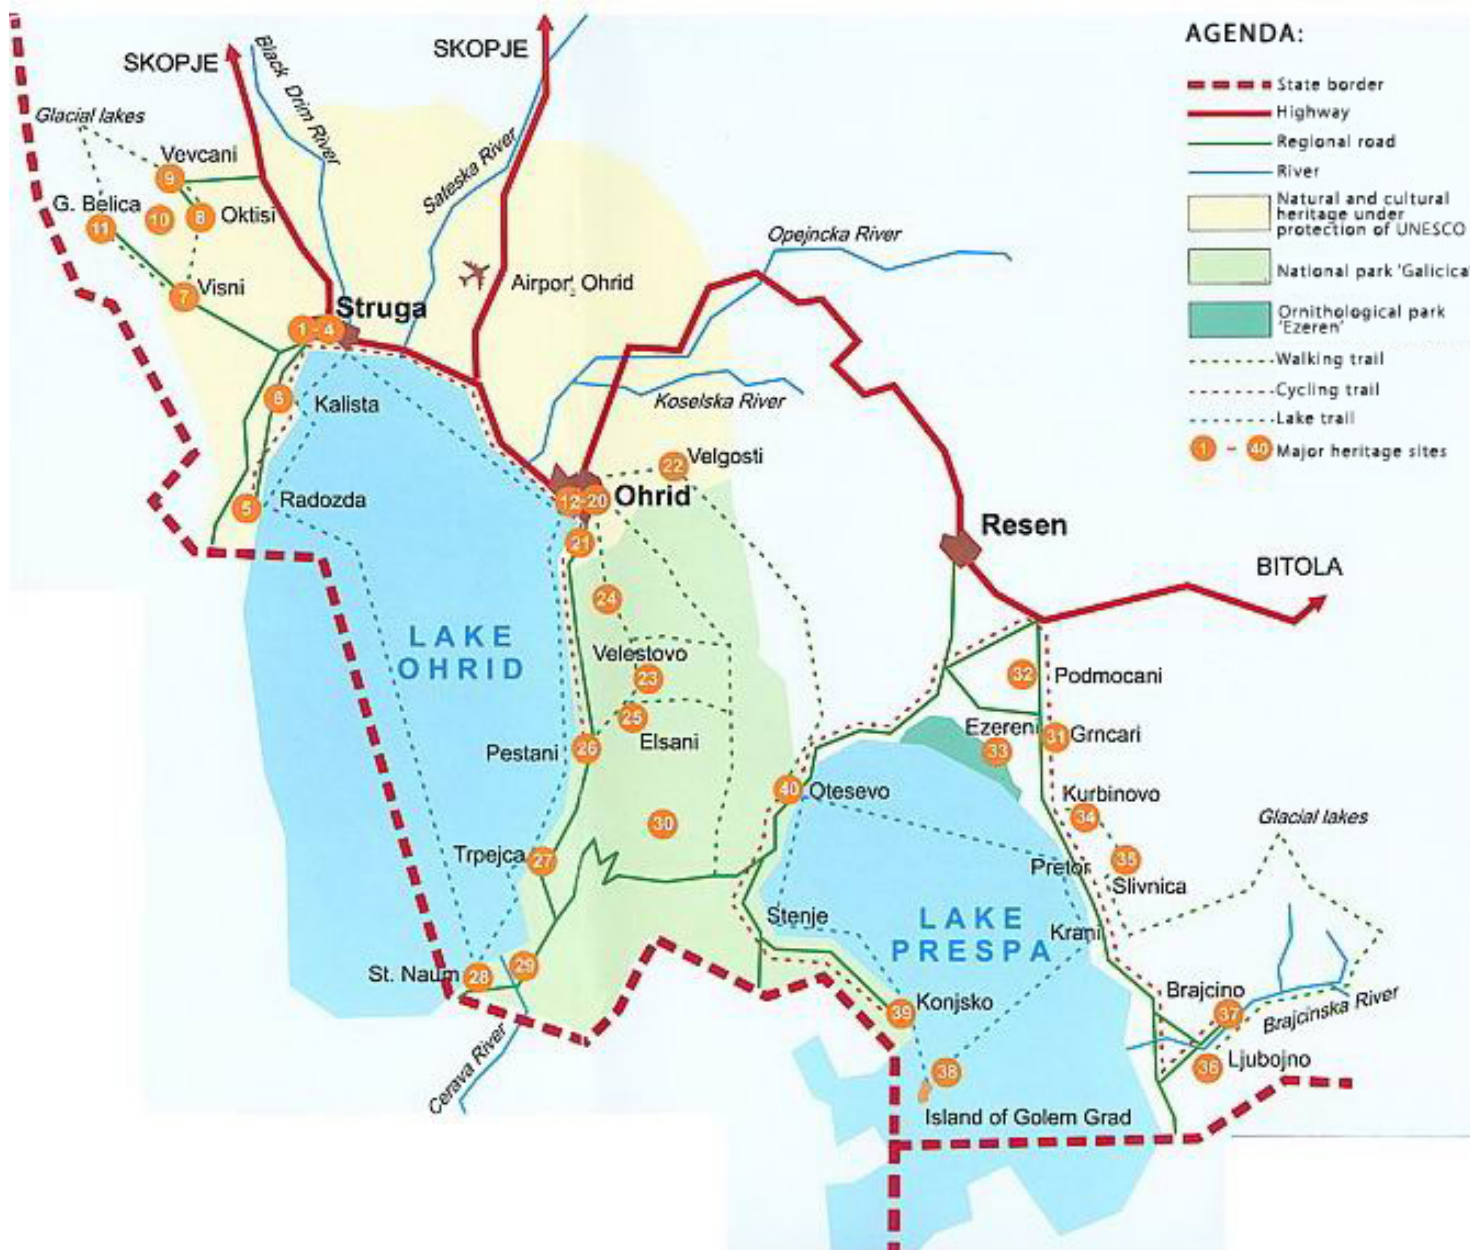 SKOPJE
SKOPJE
Black Drim River
Sateska River
Glacial lakes
Vevcani
9
G. Belica
10
8
Oktisi
11
7
Visni
Struga
1 - 4
Airport Ohrid
Opejncka River
Koselska River
6
Kalista
22
Velgosti
5
Radozda
12-20
Ohrid
21
Resen
BITOLA
24
LAKE
OHRID
Velestovo
23
25
Elsani
Pestani
26
30
Trpejca
27
St. Naum
28
29
Cerava River
32
Podmocani
Ezereni
33
31
Grncari
40
Otesevo
Kurbinovo
34
35
Slivnica
Pretor
Glacial lakes
Stenje
LAKE
PRESPA
Krani
39
Konjsko
38
Island of Golem Grad
Brajcino
37
Brajcinska River
36
Ljubojno
AGENDA:
State border
Highway
Regional road
River
Natural and cultural
heritage under
protection of UNESCO
National park 'Galicica'
Ornithological park
'Ezeren'
Walking trail
Cycling trail
Lake trail
1 - 40 Major heritage sites